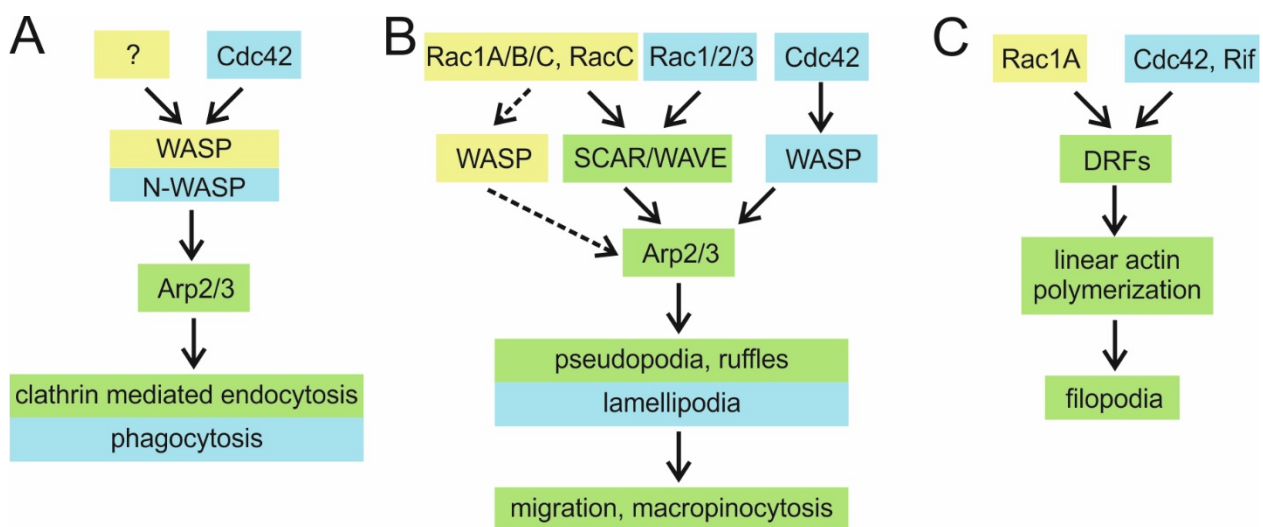 A
?
Cdc42
WASP
N-WASP
Arp2/3
clathrin mediated endocytosis
phagocytosis
B
Rac1A/B/C, RacC
Rac1/2/3
Cdc42
WASP
SCAR/WAVE
WASP
Arp2/3
pseudopodia, ruffles
lamellipodia
migration, macropinocytosis
C
Rac1A
Cdc42, Rif
DRFs
linear actin
polymerization
filopodia